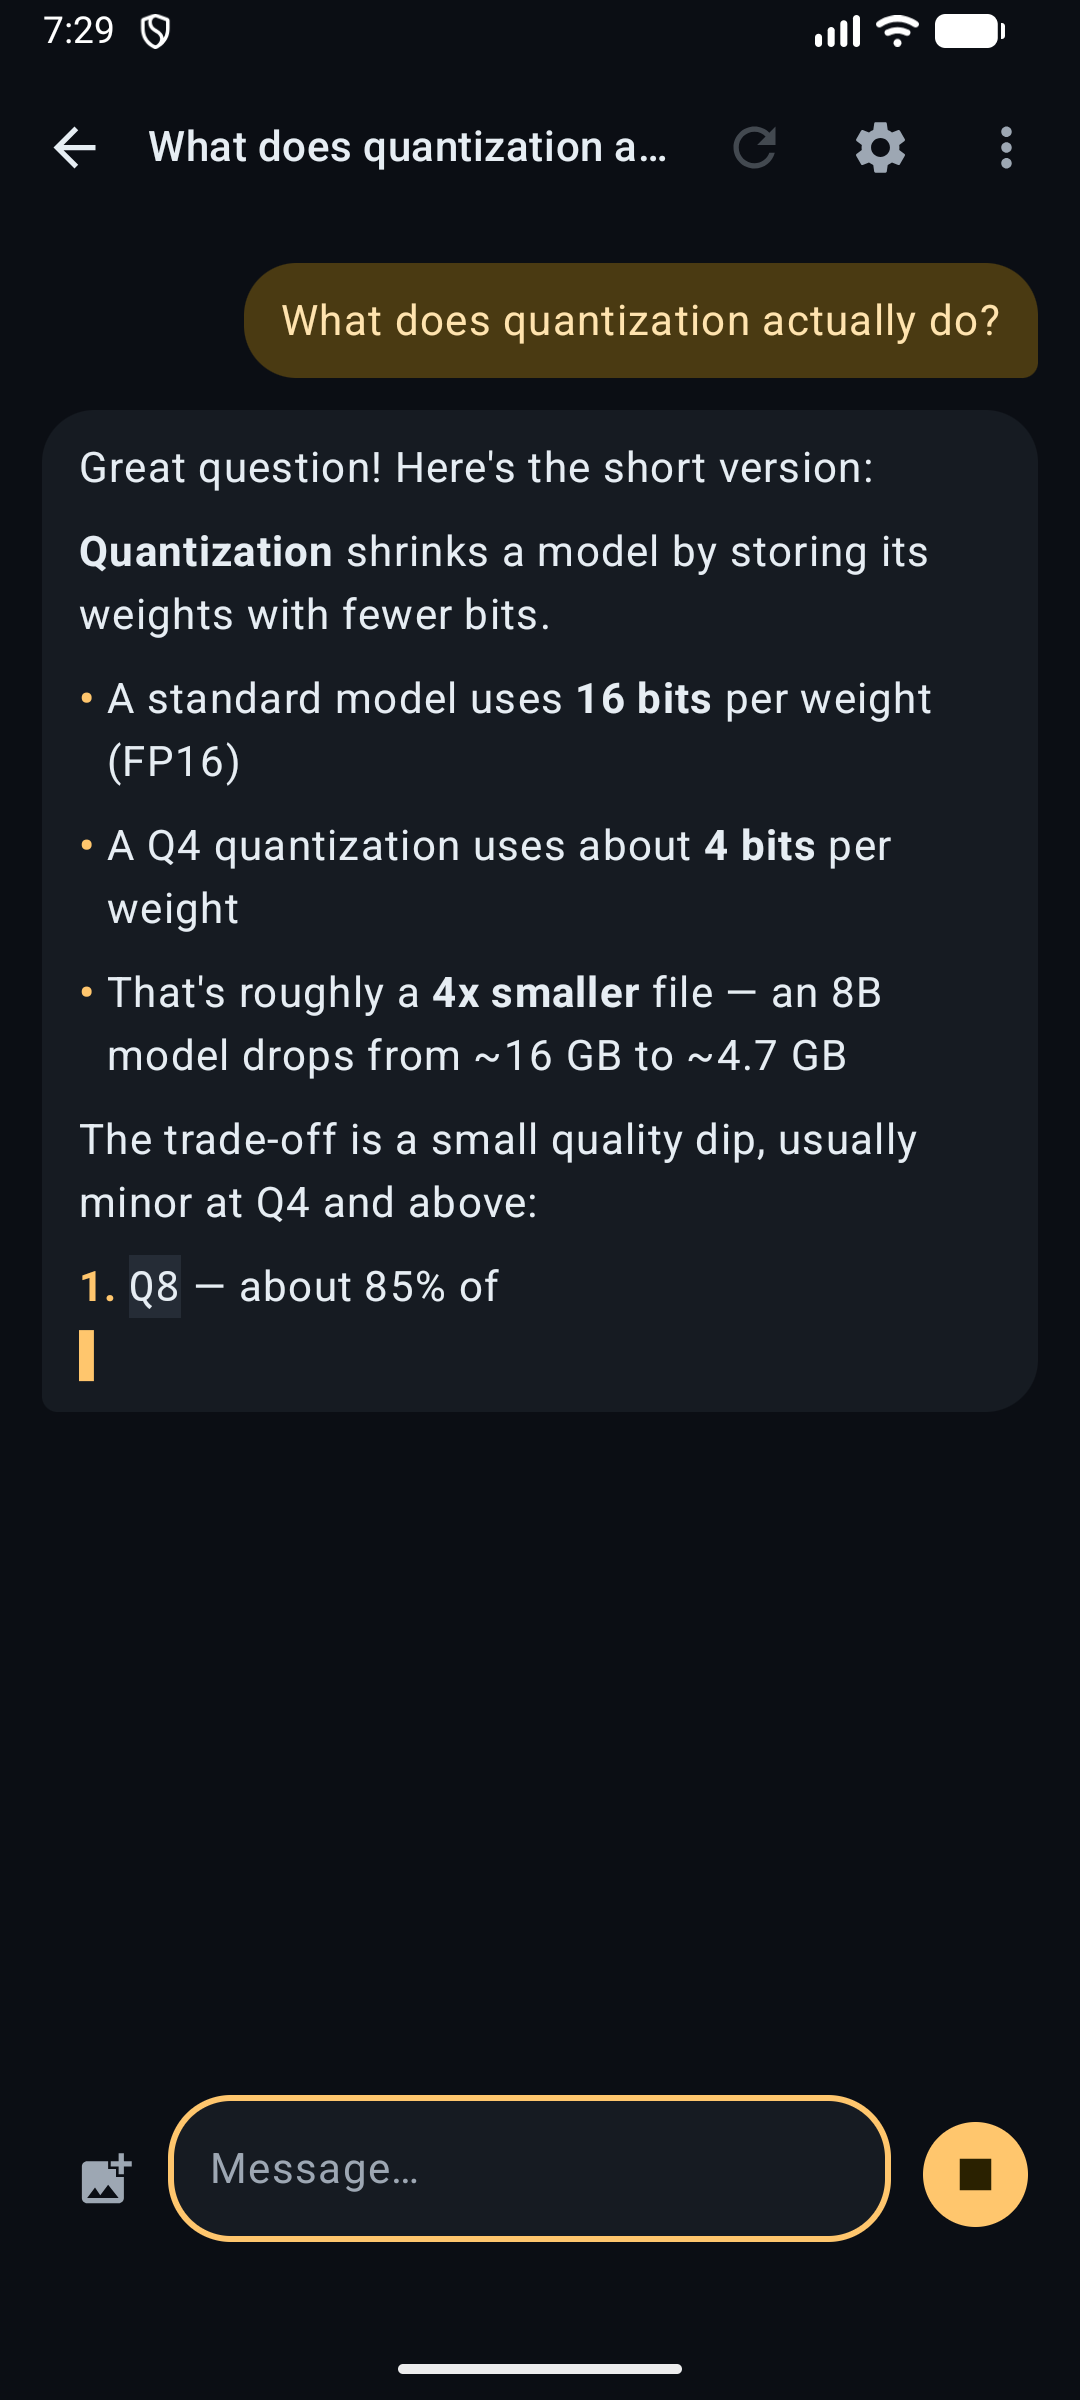 7:29
What does quantization a...
What does quantization actually do?
Great question! Here's the short version:
Quantization shrinks a model by storing its
weights with fewer bits.
• A standard model uses 16 bits per weight
(FP16)
• A Q4 quantization uses about 4 bits per
weight
• That's roughly a 4x smaller file — an 8B
model drops from ~16 GB to ~4.7 GB
The trade-off is a small quality dip, usually
minor at Q4 and above:
1. Q8 — about 85% of
Message...